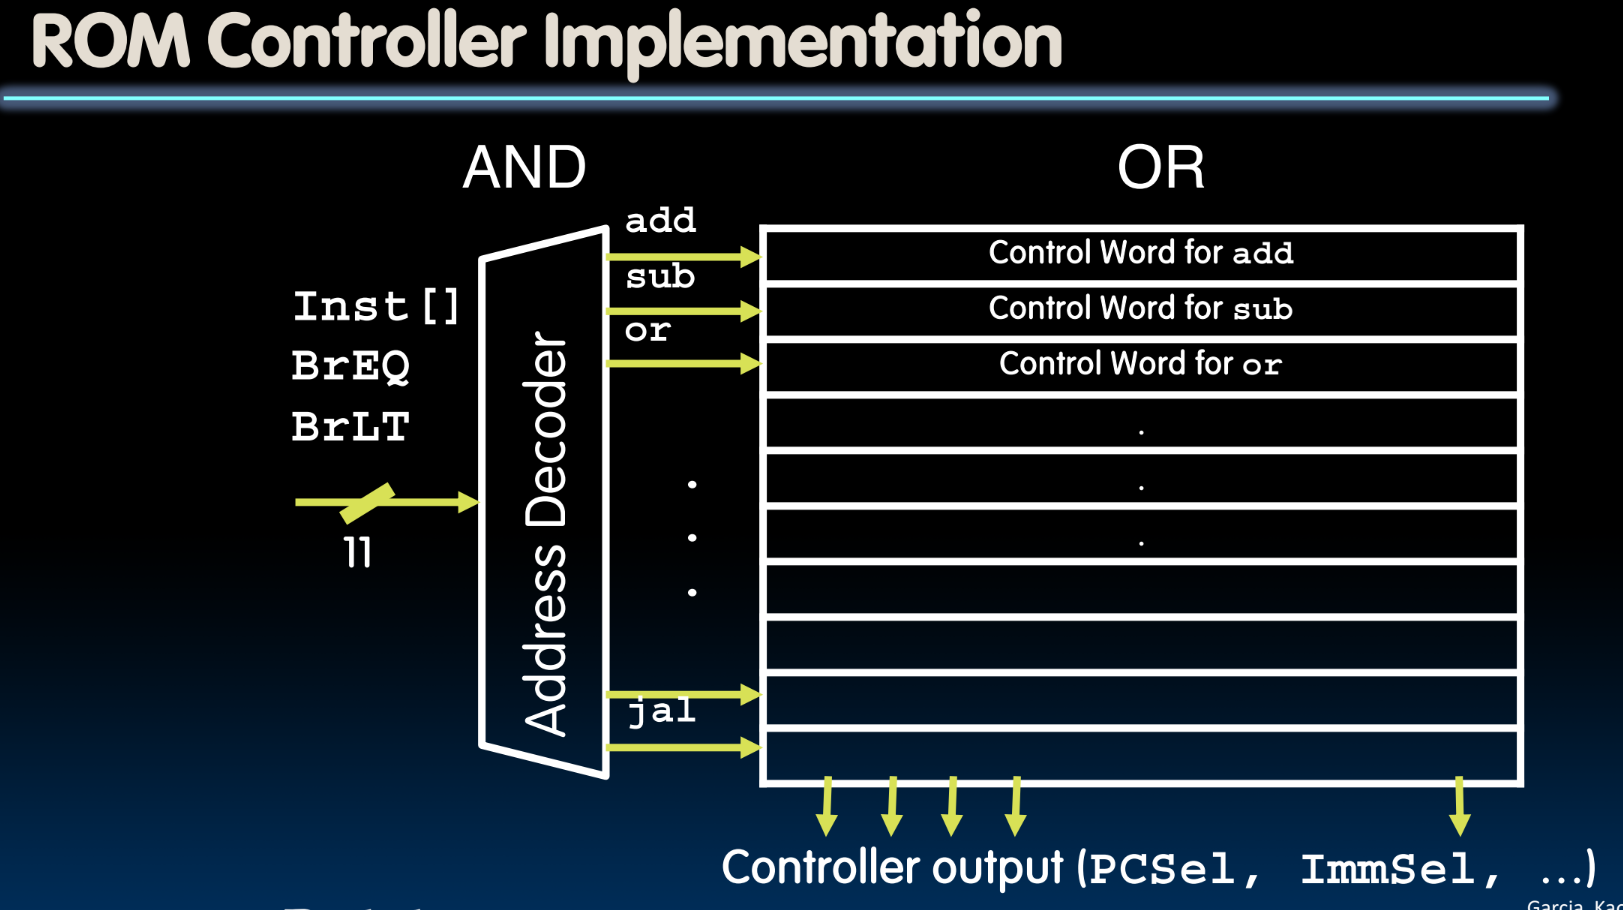 ROM Controller Implementation
AND
OR
add
Control Word for add
sub
Control Word for sub
or
Control Word for or
Inst[]
BrEQ
BrLT
11
Address Decoder
.
.
.
.
.
.
jal
Controller output (PCSel, ImmSel, …)
Garcia,